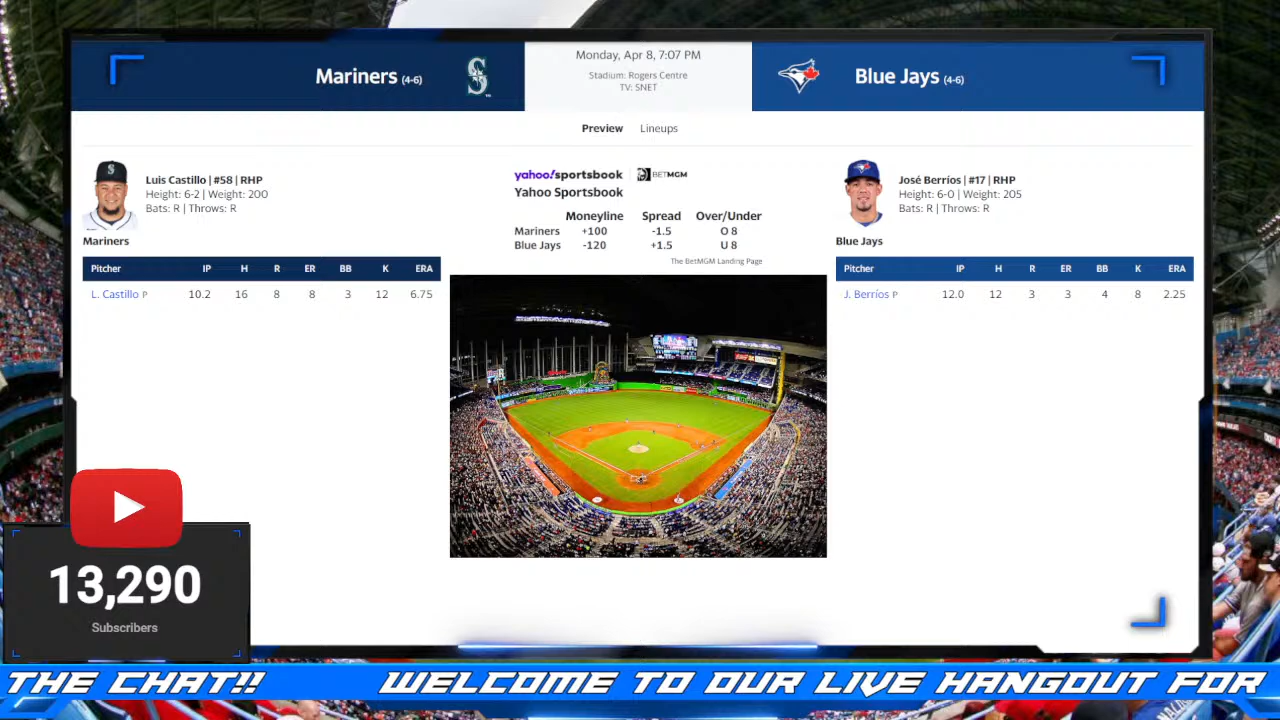 Mariners (4-6)
Monday, Apr 8, 7:07 PM
Stadium: Rogers Centre
TV: SNET
Blue Jays (4-6)
Preview Lineups
Luis Castillo | #58 | RHP
Height: 6-2 | Weight: 200
Bats: R | Throws: R
Mariners
Pitcher IP H R ER BB K ERA
L. Castillo P 10.2 16 8 8 3 12 6.75
yahoo!sportsbook BETMGM
Yahoo Sportsbook
Moneyline Spread Over/Under
Mariners +100 -1.5 O 8
Blue Jays -120 +1.5 U 8
The BetMGM Landing Page
José Berríos | #17 | RHP
Height: 6-0 | Weight: 205
Bats: R | Throws: R
Blue Jays
Pitcher IP H R ER BB K ERA
J. Berríos P 12.0 12 3 3 4 8 2.25
13,290
Subscribers
THE CHAT!! WELCOME TO OUR LIVE HANGOUT FOR